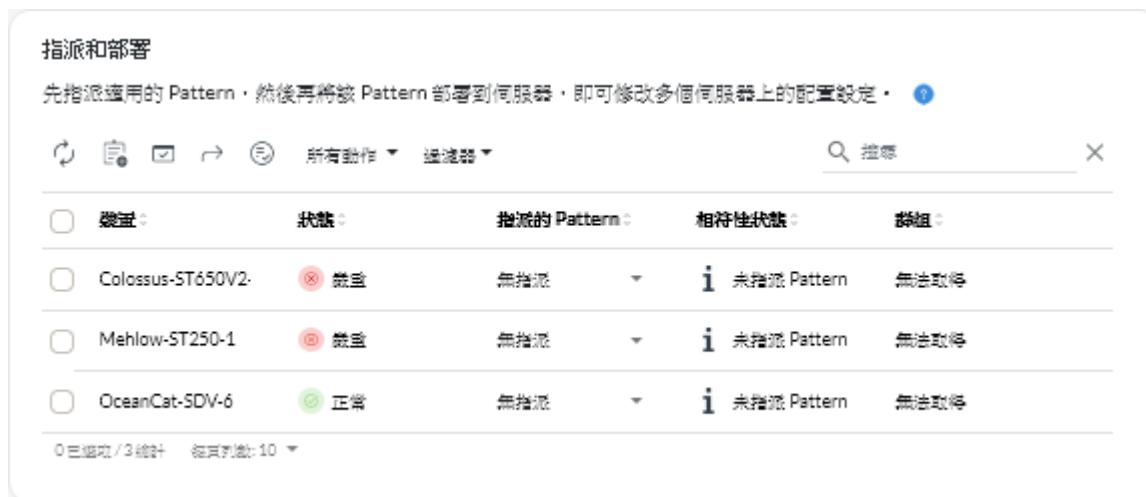 指派和部署
先指派適用的 Pattern，然後再將該 Pattern 部署到伺服器，即可修改多個伺服器上的配置設定。 ?
所有動作 過濾器 搜尋
裝置 狀態 指派的 Pattern 相符性狀態 群組
Colossus-ST650V2- 嚴重 無指派 未指派 Pattern 無法取得
Mehlow-ST250-1 嚴重 無指派 未指派 Pattern 無法取得
OceanCat-SDV-6 正常 無指派 未指派 Pattern 無法取得
0 已選取 / 3 總計 每頁列數: 10